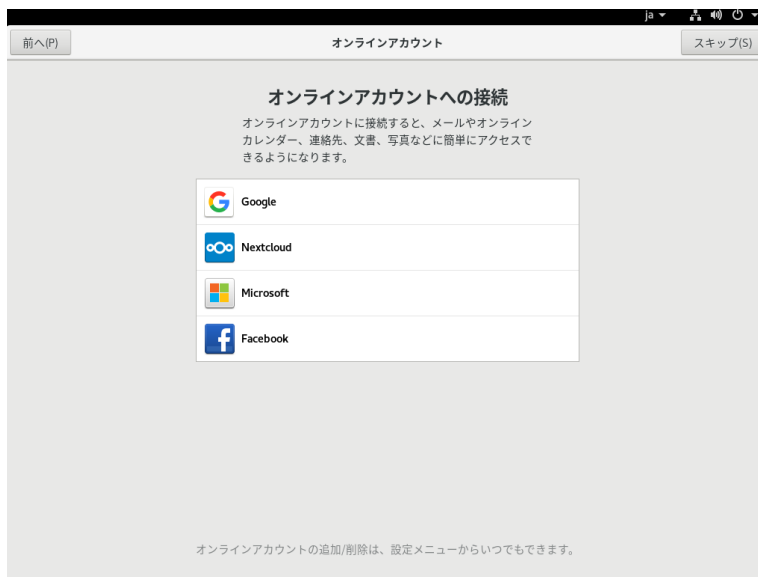 ja
前へ(P)
オンラインアカウント
スキップ(S)
オンラインアカウントへの接続
オンラインアカウントに接続すると、メールやオンライン
カレンダー、連絡先、文書、写真などに簡単にアクセスで
きるようになります。
Google
Nextcloud
Microsoft
Facebook
オンラインアカウントの追加/削除は、設定メニューからいつでもできます。